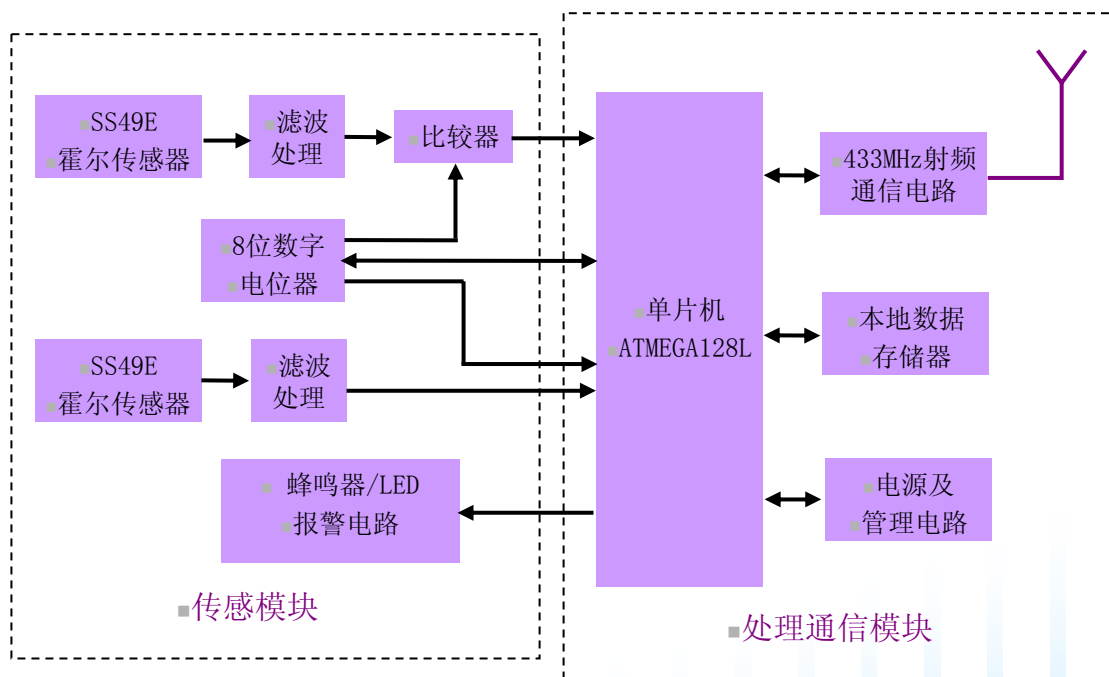 SS49E
霍尔传感器
滤波
处理
比较器
8位数字
电位器
SS49E
霍尔传感器
滤波
处理
蜂鸣器/LED
报警电路
传感模块
单片机
ATMEGA128L
433MHz射频
通信电路
本地数据
存储器
电源及
管理电路
处理通信模块